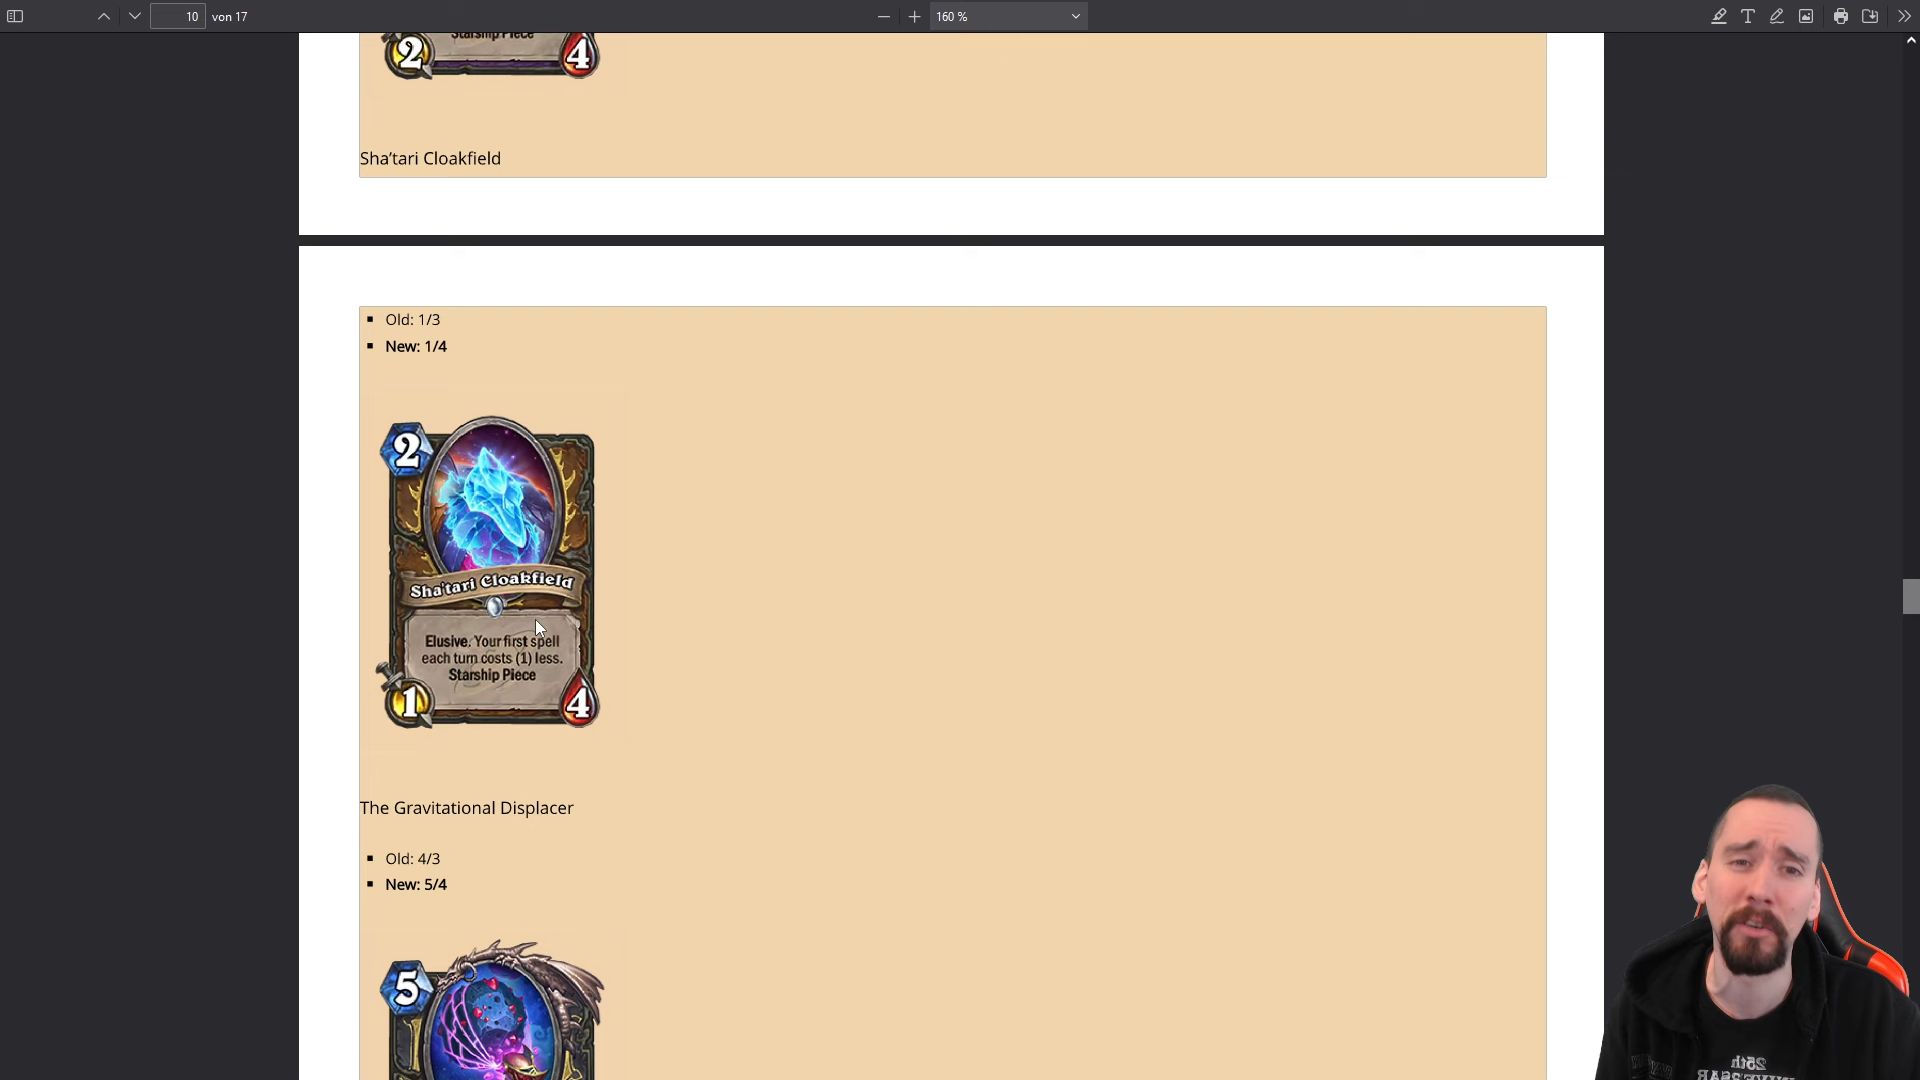 10 von 17
160 %
Starship Piece
2
4
Sha'tari Cloakfield
Old: 1/3
New: 1/4
2
Sha'tari Cloakfield
Elusive. Your first spell
each turn costs (1) less.
Starship Piece
1
4
The Gravitational Displacer
Old: 4/3
New: 5/4
5
25th